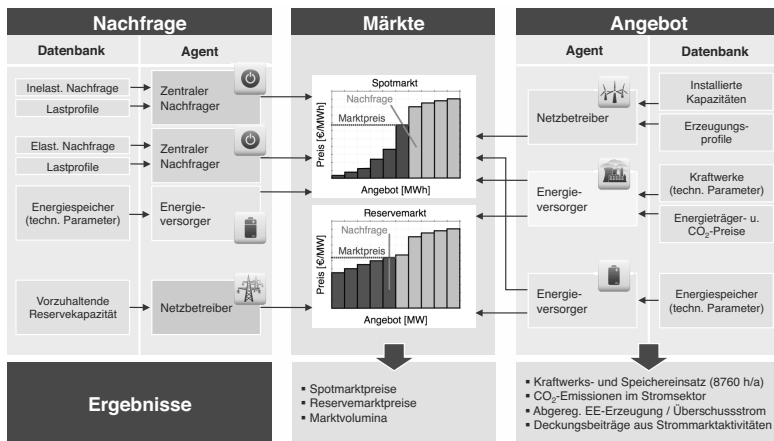 Nachfrage
Datenbank
Agent
Inelast. Nachfrage
Lastprofile
Zentraler
Nachfrager
Elast. Nachfrage
Lastprofile
Zentraler
Nachfrager
Energiespeicher
(techn. Parameter)
Energie-
versorger
Vorzuhaltende
Reservekapazität
Netzbetreiber
Märkte
Spotmarkt
Nachfrage
Marktpreis
Preis [€/MWh]
Angebot [MWh]
Reservemarkt
Nachfrage
Marktpreis
Preis [€/MW]
Angebot [MW]
Angebot
Agent
Datenbank
Netzbetreiber
Installierte
Kapazitäten
Erzeugungs-
profile
Energie-
versorger
Kraftwerke
(techn. Parameter)
Energieträger- u.
CO₂-Preise
Energie-
versorger
Energiespeicher
(techn. Parameter)
Ergebnisse
▪ Spotmarktpreise
▪ Reservemarktpreise
▪ Marktvolumina
▪ Kraftwerks- und Speichereinsatz (8760 h/a)
▪ CO₂-Emissionen im Stromsektor
▪ Abgereg. EE-Erzeugung / Überschussstrom
▪ Deckungsbeiträge aus Strommarktaktivitäten